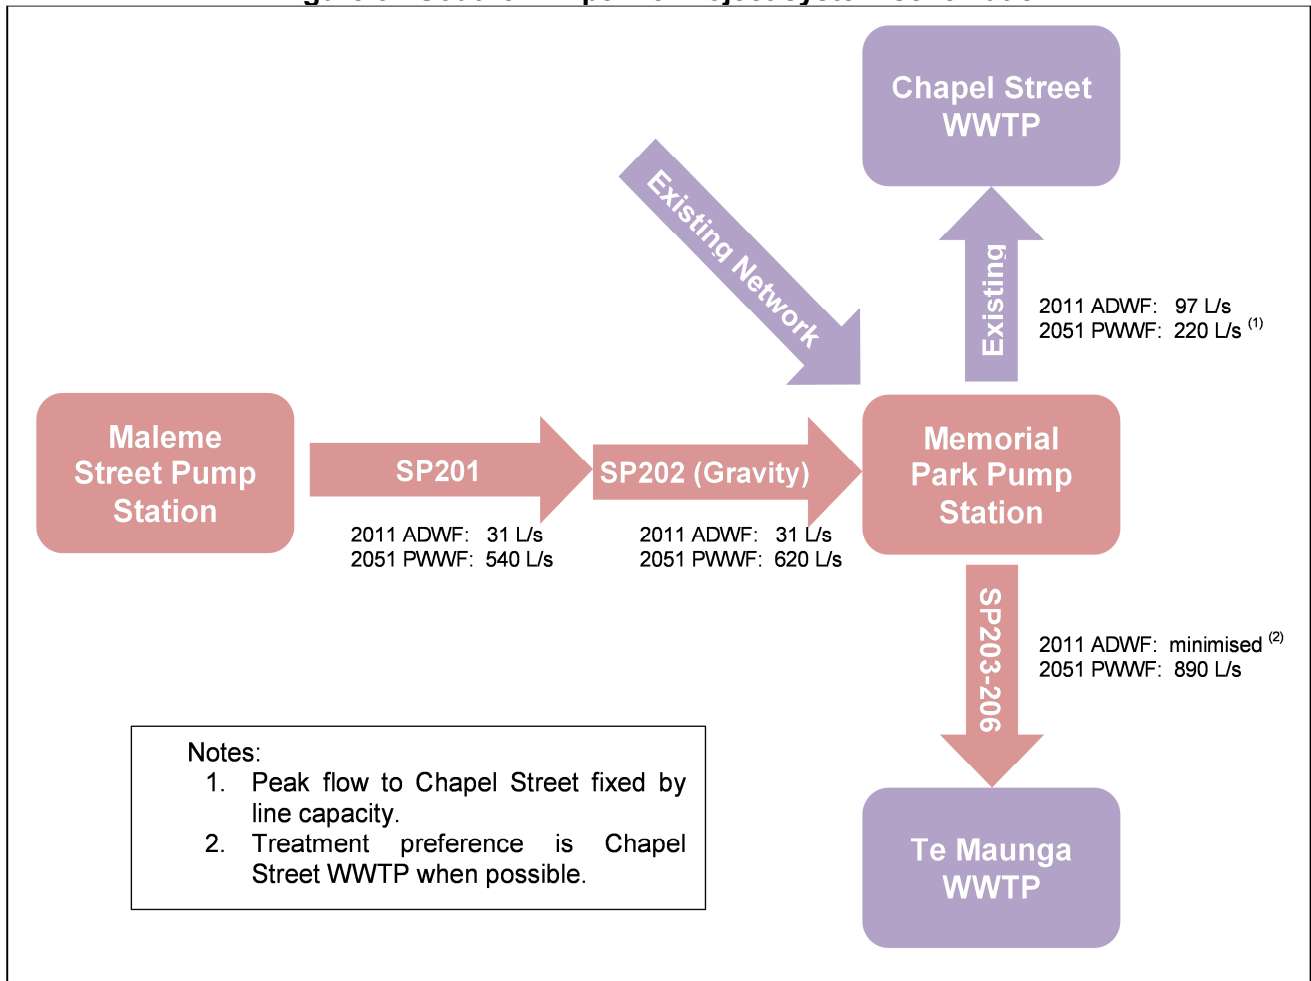 Chapel Street
WWTP
Existing Network
Existing
2011 ADWF: 97 L/s
2051 PWWF: 220 L/s (1)
Maleme
Street Pump
Station
SP201
SP202 (Gravity)
Memorial
Park Pump
Station
2011 ADWF: 31 L/s
2051 PWWF: 540 L/s
2011 ADWF: 31 L/s
2051 PWWF: 620 L/s
SP203-206
2011 ADWF: minimised (2)
2051 PWWF: 890 L/s
Notes:
1. Peak flow to Chapel Street fixed by
line capacity.
2. Treatment preference is Chapel
Street WWTP when possible.
Te Maunga
WWTP